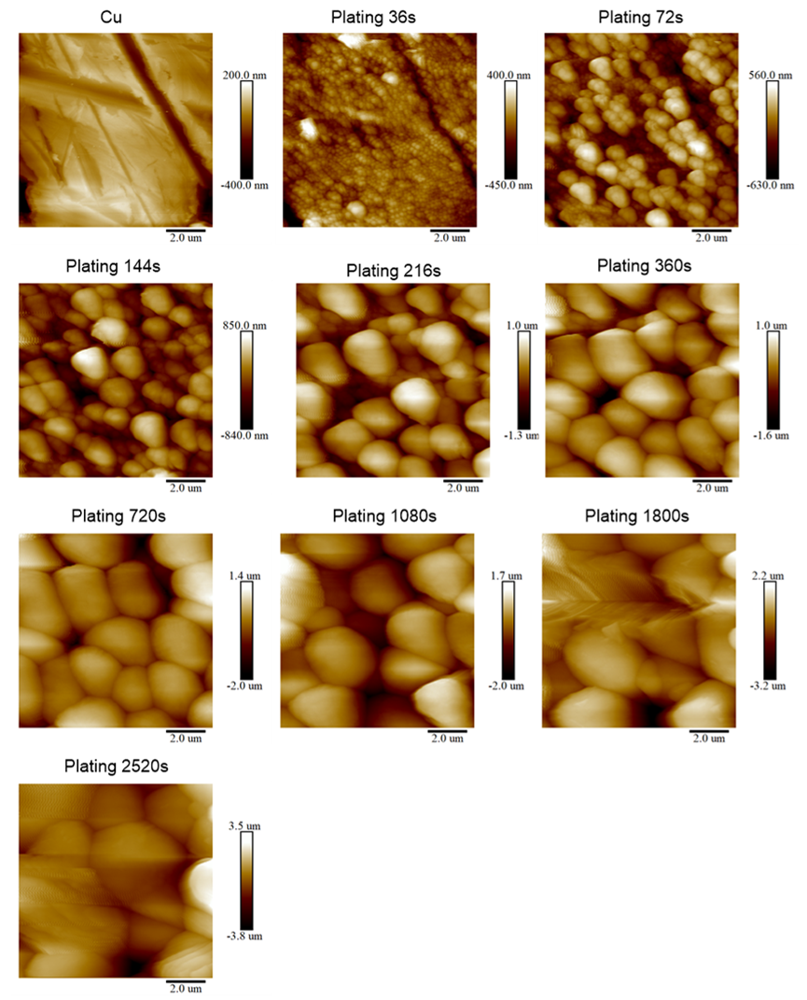 Cu
Plating 36s
Plating 72s
200.0 nm
400.0 nm
560.0 nm
-400.0 nm
-450.0 nm
-630.0 nm
2.0 um
2.0 um
2.0 um
Plating 144s
Plating 216s
Plating 360s
850.0 nm
1.0 um
1.0 um
-840.0 nm
-1.3 um
-1.6 um
2.0 um
2.0 um
2.0 um
Plating 720s
Plating 1080s
Plating 1800s
1.4 um
1.7 um
2.2 um
-2.0 um
-2.0 um
-3.2 um
2.0 um
2.0 um
2.0 um
Plating 2520s
3.5 um
-3.8 um
2.0 um